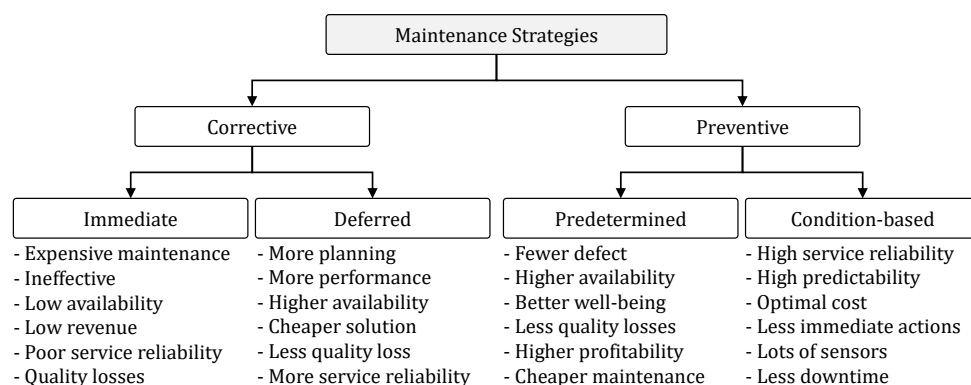 Maintenance Strategies
Corrective
Preventive
Immediate
Deferred
Predetermined
Condition-based
- Expensive maintenance
- Ineffective
- Low availability
- Low revenue
- Poor service reliability
- Quality losses
- More planning
- More performance
- Higher availability
- Cheaper solution
- Less quality loss
- More service reliability
- Fewer defect
- Higher availability
- Better well-being
- Less quality losses
- Higher profitability
- Cheaper maintenance
- High service reliability
- High predictability
- Optimal cost
- Less immediate actions
- Lots of sensors
- Less downtime